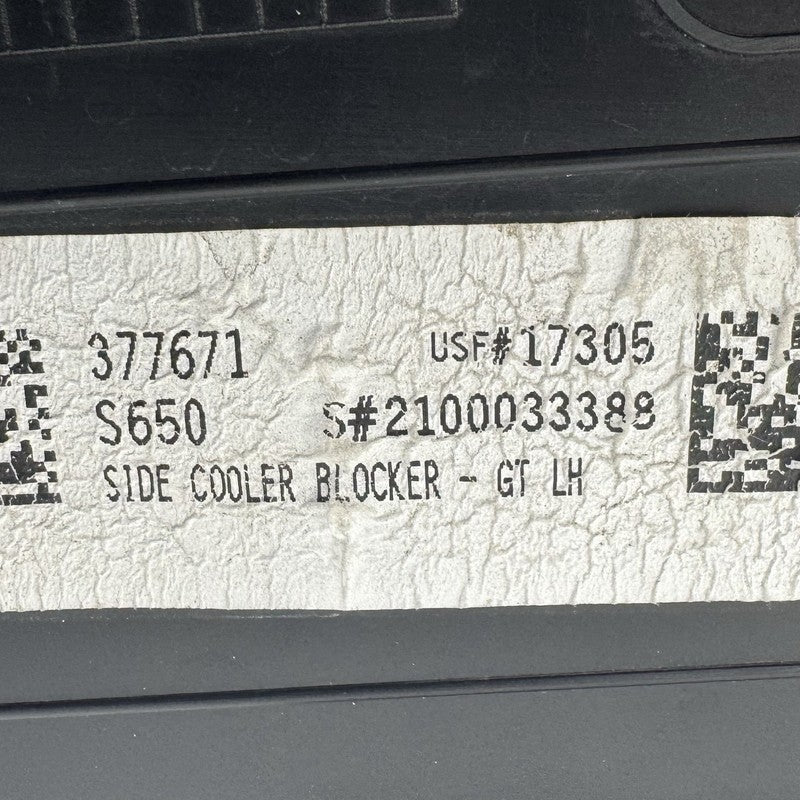 377671 USF#17305
S650 S#2100033388
SIDE COOLER BLOCKER - GT LH